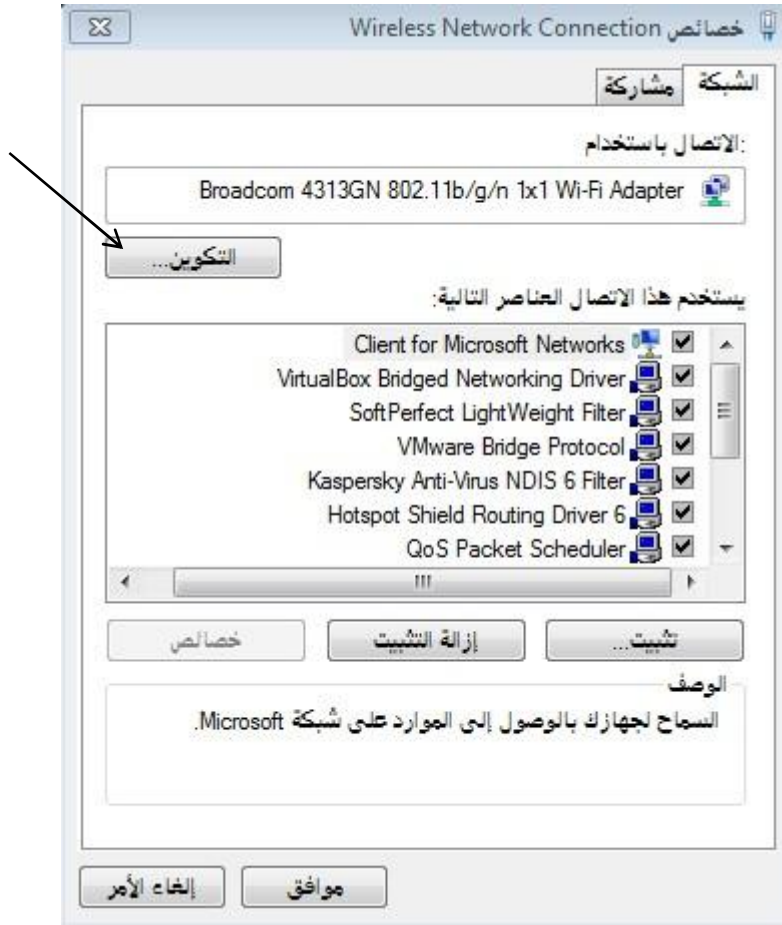 خصائص Wireless Network Connection
الشبكة مشاركة
الاتصال باستخدام:
Broadcom 4313GN 802.11b/g/n 1x1 Wi-Fi Adapter
التكوين...
يستخدم هذا الاتصال العناصر التالية:
Client for Microsoft Networks
VirtualBox Bridged Networking Driver
SoftPerfect LightWeight Filter
VMware Bridge Protocol
Kaspersky Anti-Virus NDIS 6 Filter
Hotspot Shield Routing Driver 6
QoS Packet Scheduler
تثبيت... إزالة التثبيت خصائص
الوصف
السماح لجهازك بالوصول إلى الموارد على شبكة Microsoft.
موافق إلغاء الأمر